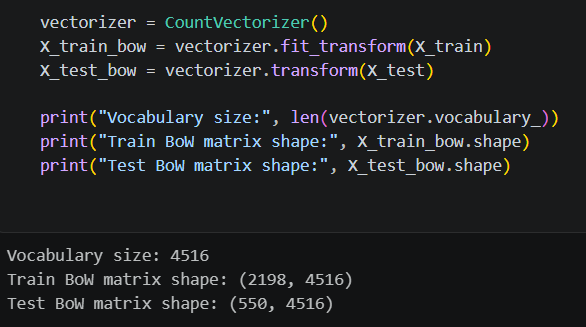 vectorizer = CountVectorizer()
X_train_bow = vectorizer.fit_transform(X_train)
X_test_bow = vectorizer.transform(X_test)
print("Vocabulary size:", len(vectorizer.vocabulary_))
print("Train BoW matrix shape:", X_train_bow.shape)
print("Test BoW matrix shape:", X_test_bow.shape)
Vocabulary size: 4516
Train BoW matrix shape: (2198, 4516)
Test BoW matrix shape: (550, 4516)